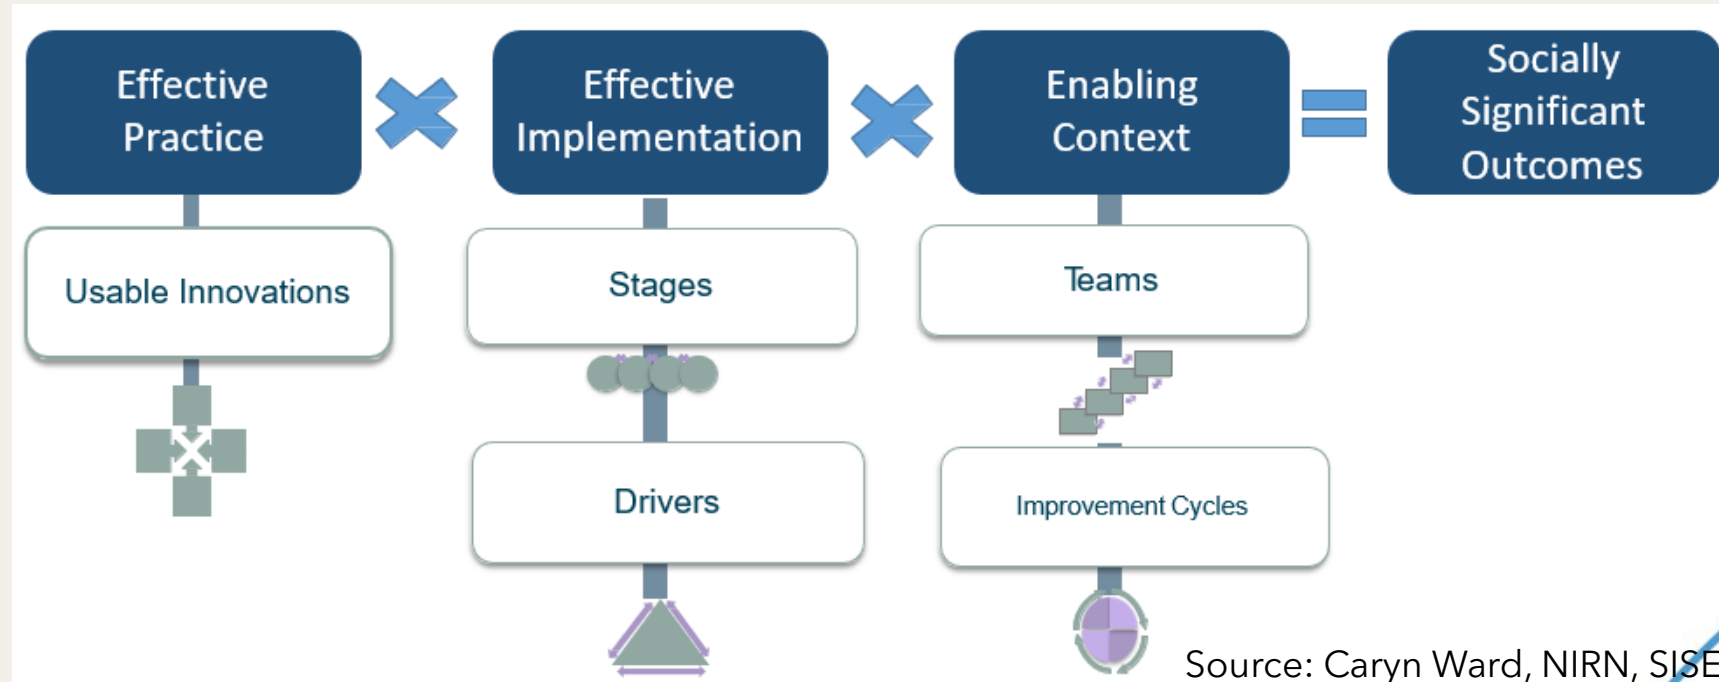 Effective
Practice
Effective
Implementation
Enabling
Context
Socially
Significant
Outcomes
Usable Innovations
Stages
Teams
Drivers
Improvement Cycles
Source: Caryn Ward, NIRN, SISE